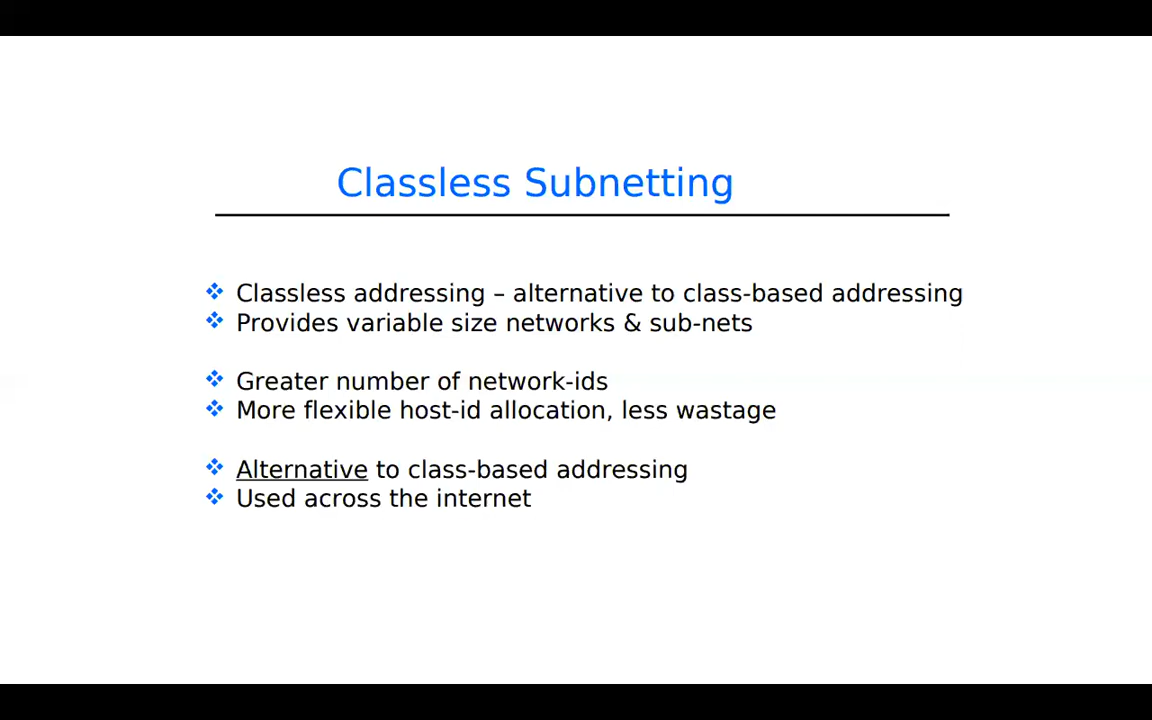 Classless Subnetting
❖ Classless addressing – alternative to class-based addressing
❖ Provides variable size networks & sub-nets
❖ Greater number of network-ids
❖ More flexible host-id allocation, less wastage
❖ Alternative to class-based addressing
❖ Used across the internet